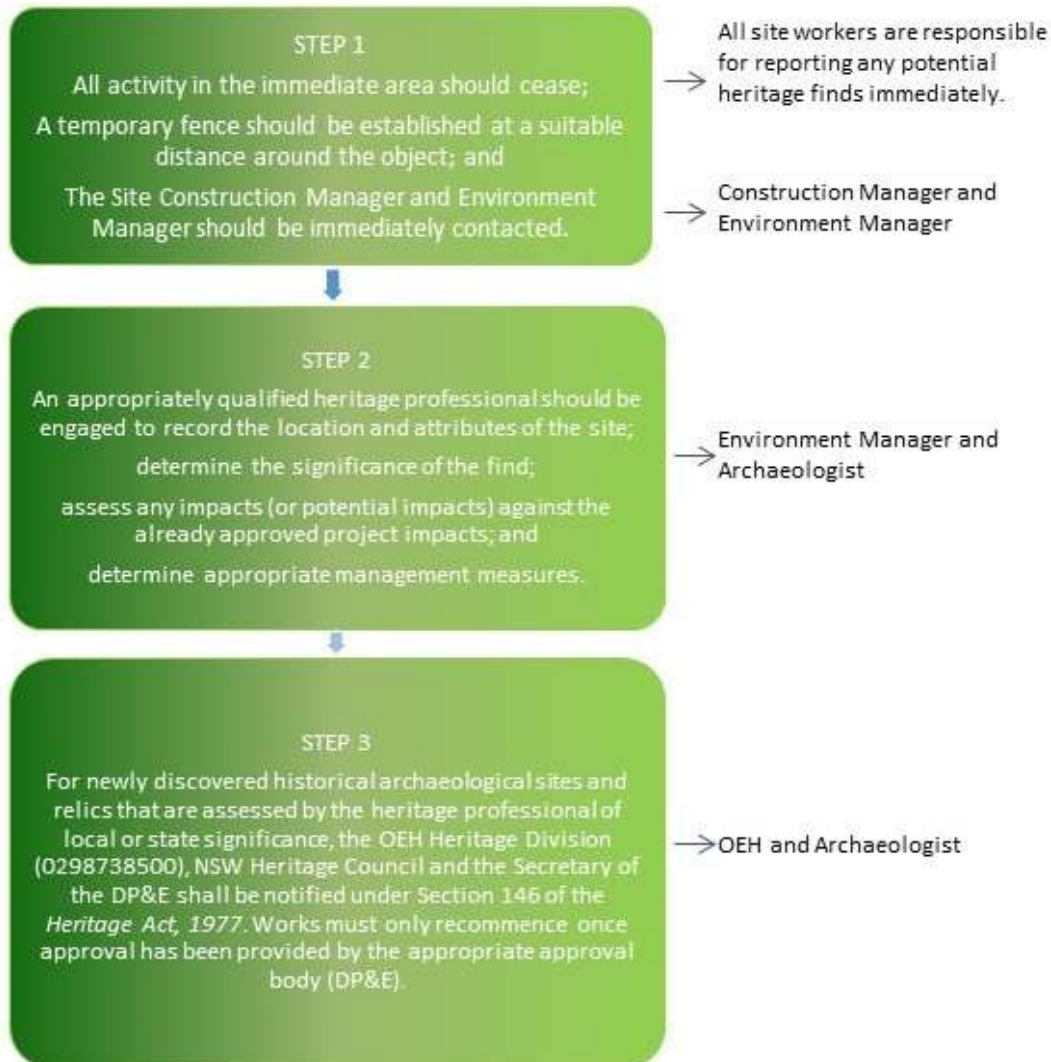 STEP 1
All activity in the immediate area should cease;
A temporary fence should be established at a suitable
distance around the object; and
The Site Construction Manager and Environment
Manager should be immediately contacted.
All site workers are responsible
for reporting any potential
heritage finds immediately.
Construction Manager and
Environment Manager
STEP 2
An appropriately qualified heritage professional should be
engaged to record the location and attributes of the site;
determine the significance of the find;
assess any impacts (or potential impacts) against the
already approved project impacts; and
determine appropriate management measures.
Environment Manager and
Archaeologist
STEP 3
For newly discovered historical archaeological sites and
relics that are assessed by the heritage professional of
local or state significance, the OEH Heritage Division
(0298738500), NSW Heritage Council and the Secretary of
the DP&E shall be notified under Section 146 of the
Heritage Act, 1977. Works must only recommence once
approval has been provided by the appropriate approval
body (DP&E).
OEH and Archaeologist